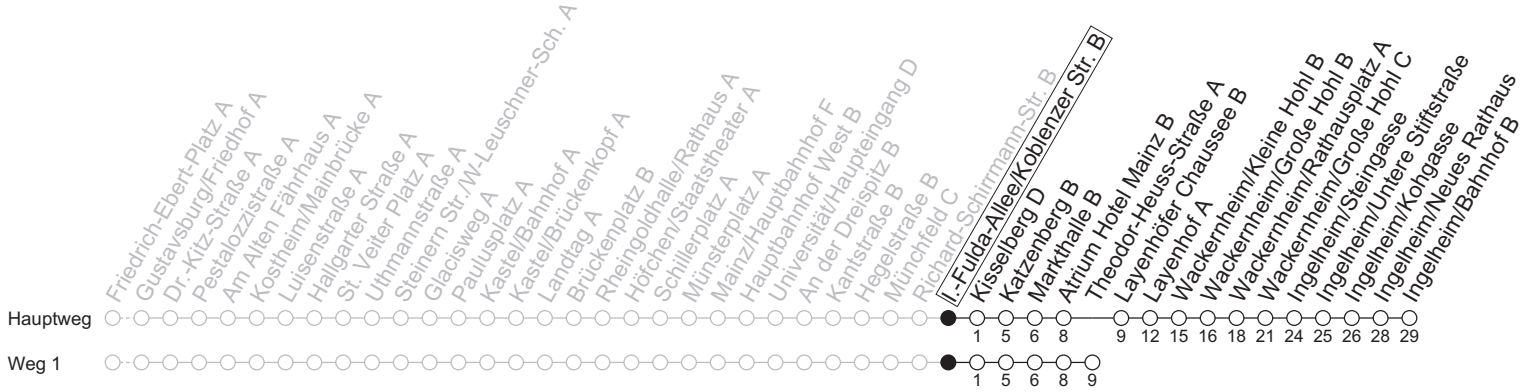 Friedrich-Ebert-Platz A
Gustavsburg/Friedhof A
Dr.-Kitz-Straße A
Pestalozzistraße A
Am Alten Fährhaus A
Kostheim/Mainbrücke A
Luisenstraße A
Hallgarter Straße A
St. Veiter Platz A
Uthmannstraße A
Steinern Str./W-Leuschner-Sch. A
Glacisweg A
Paulusplatz A
Kastel/Bahnhof A
Kastel/Brückenkopf A
Landtag A
Brückenplatz B
Rheingoldhalle/Rathaus A
Höfchen/Staatstheater A
Schillerplatz A
Münsterplatz A
Mainz/Hauptbahnhof F
Hauptbahnhof West B
Universität/Haupteingang D
An der Dreispitz B
Kantstraße B
Hegelstraße B
Münchfeld C
Richard-Schirrmann-Str. B
I.-Fulda-Allee/Koblenzer Str. B
Kisselberg D
Katzenberg B
Markthalle B
Atrium Hotel Mainz B
Theodor-Heuss-Straße A
Layenhöfer Chaussee B
Layenhof A
Wackernheim/Kleine Hohl B
Wackernheim/Große Hohl B
Wackernheim/Rathausplatz A
Wackernheim/Große Hohl C
Ingelheim/Steingasse
Ingelheim/Untere Stiftstraße
Ingelheim/Kohgasse
Ingelheim/Neues Rathaus
Ingelheim/Bahnhof B
Hauptweg
1 5 6 8 9 12 15 16 18 21 24 25 26 28 29
Weg 1
1 5 6 8 9